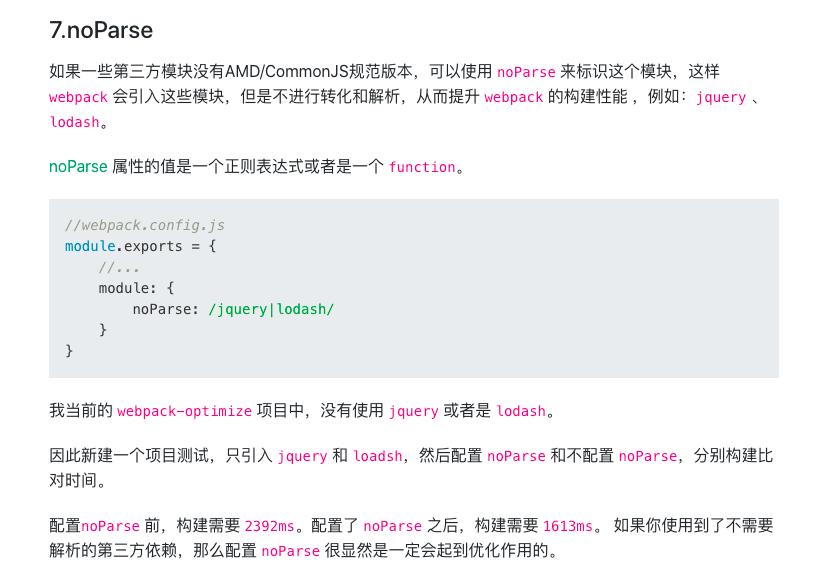 7.noParse
如果一些第三方模块没有AMD/CommonJS规范版本，可以使用 noParse 来标识这个模块，这样
webpack 会引入这些模块，但是不进行转化和解析，从而提升 webpack 的构建性能 ，例如：jquery 、
lodash。
noParse 属性的值是一个正则表达式或者是一个 function。
//webpack.config.js
module.exports = {
    //...
    module: {
        noParse: /jquery|lodash/
    }
}
我当前的 webpack-optimize 项目中，没有使用 jquery 或者是 lodash。
因此新建一个项目测试，只引入 jquery 和 loadsh，然后配置 noParse 和不配置 noParse，分别构建比
对时间。
配置noParse 前，构建需要 2392ms。配置了 noParse 之后，构建需要 1613ms。 如果你使用到了不需要
解析的第三方依赖，那么配置 noParse 很显然是一定会起到优化作用的。